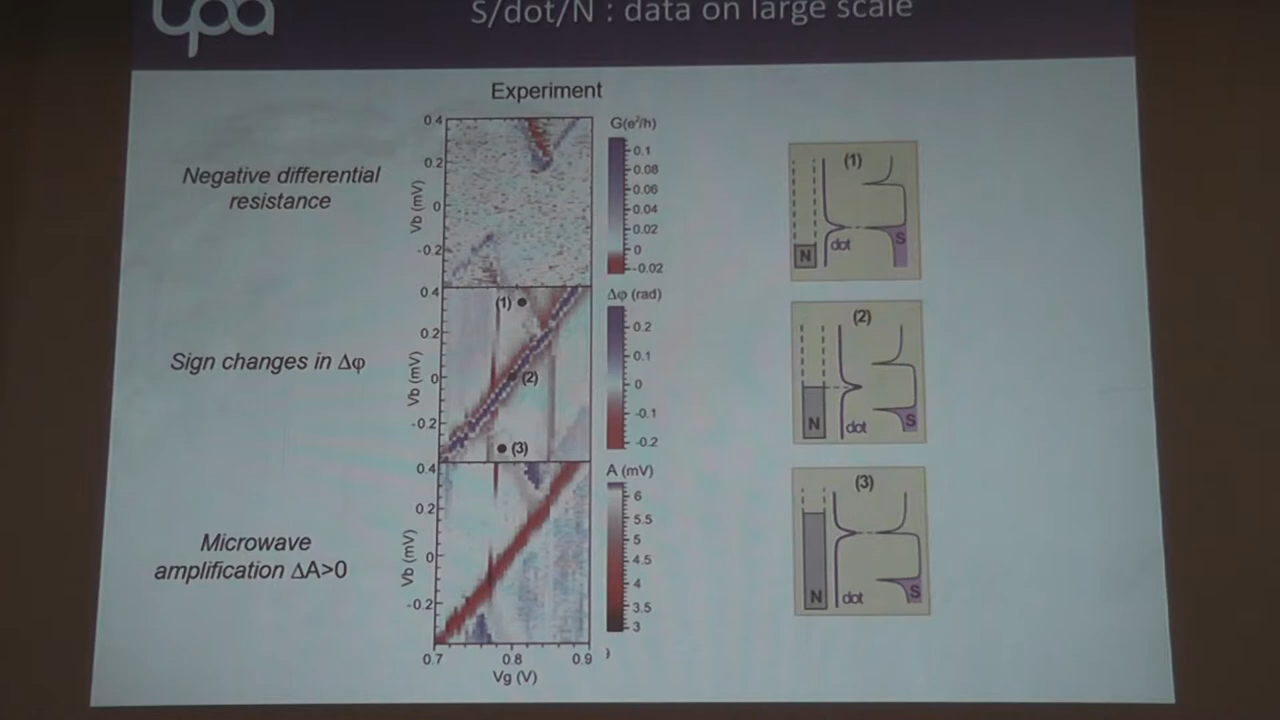 lpa
S/dot/N : data on large scale
Experiment
Negative differential
resistance
Vb (mV)
0.4
0.2
0
-0.2
G(e²/h)
0.1
0.08
0.06
0.04
0.02
0
-0.02
(1)
dot
S
N
Sign changes in Δφ
Vb (mV)
0.4
0.2
0
-0.2
(1)
(2)
(3)
Δφ (rad)
0.2
0.1
0
-0.1
-0.2
(2)
N
dot
S
Microwave
amplification ΔA>0
Vb (mV)
0.4
0.2
0
-0.2
0.7
0.8
0.9
Vg (V)
A (mV)
6
5.5
5
4.5
4
3.5
3
(3)
N
dot
S